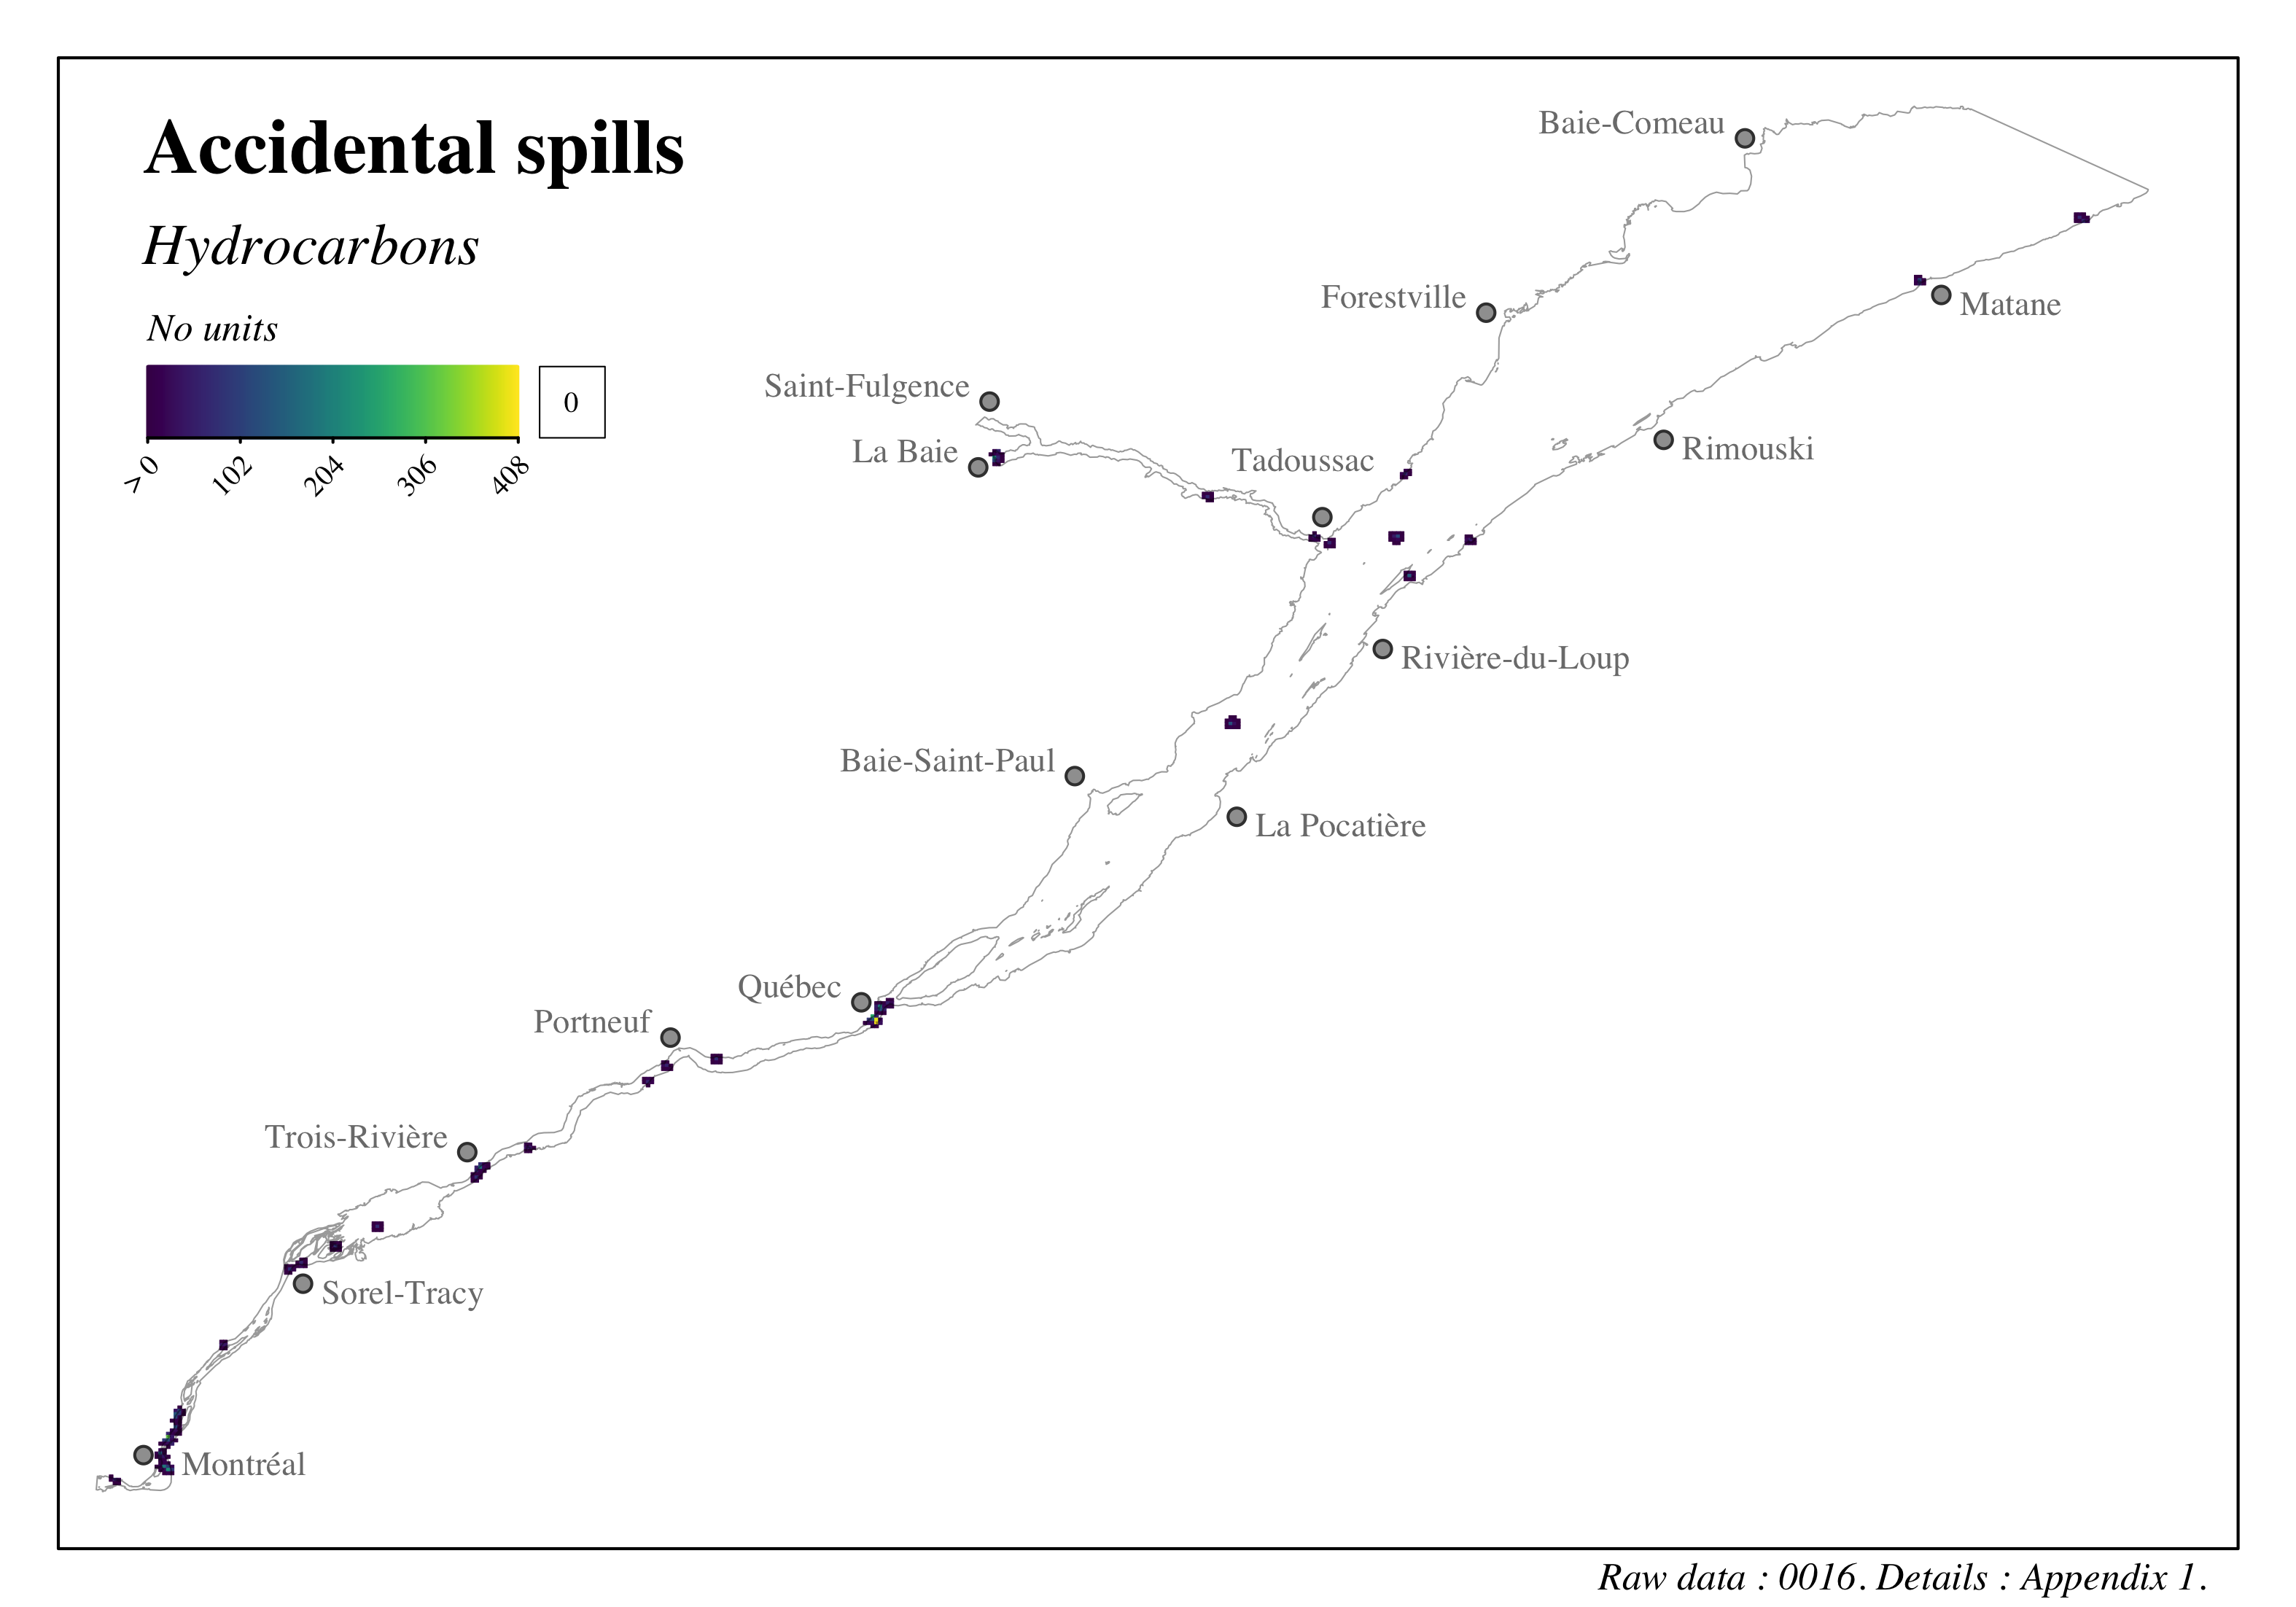 Accidental spills
Hydrocarbons
No units
> 0
102
204
306
408
0
Baie-Comeau
Forestville
Matane
Saint-Fulgence
La Baie
Tadoussac
Rimouski
Rivière-du-Loup
Baie-Saint-Paul
La Pocatière
Québec
Portneuf
Trois-Rivière
Sorel-Tracy
Montréal
Raw data : 0016. Details : Appendix 1.